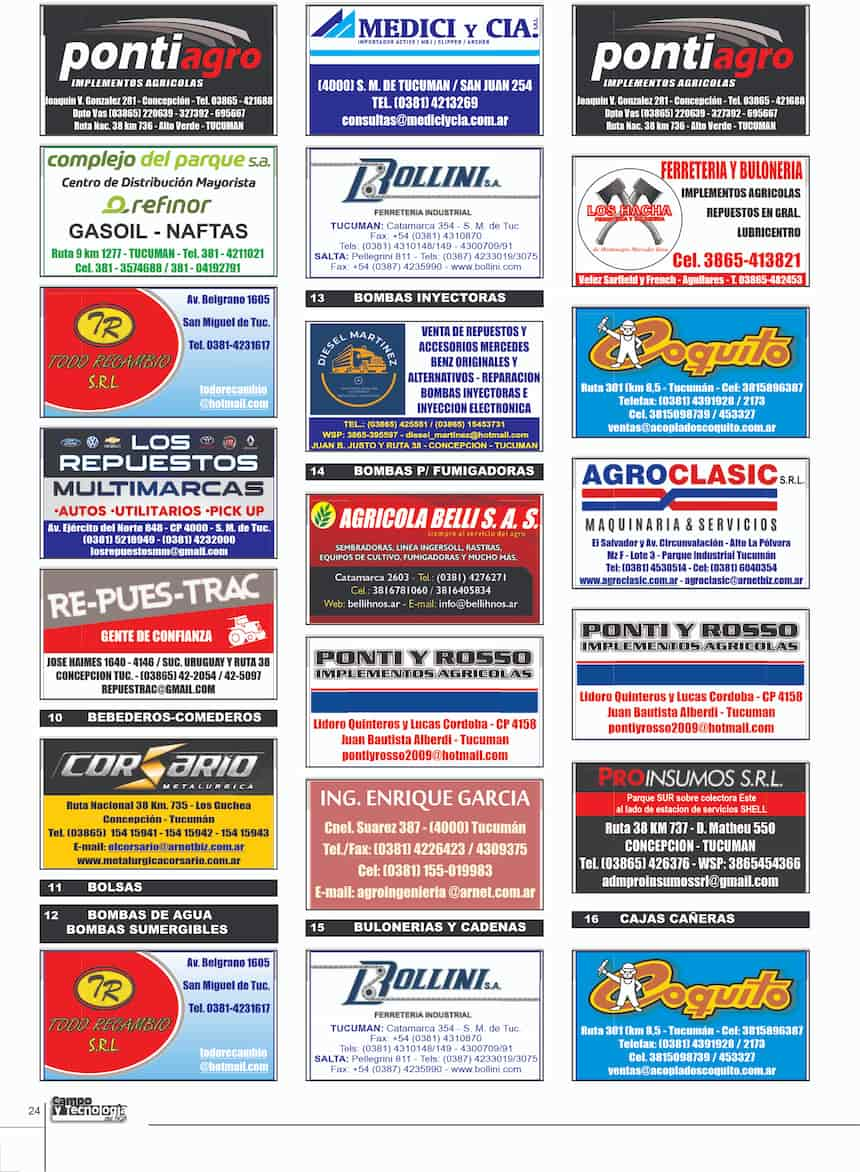 pontiagro
IMPLEMENTOS AGRICOLAS
Joaquin V. Gonzalez 281 - Concepción - Tel. 03865 - 421688
Dpto Vas (03865) 220639 - 327392 - 695667
Ruta Nac. 38 km 736 - Alto Verde - TUCUMAN
complejo del parque s.a.
Centro de Distribución Mayorista
refinor
GASOIL - NAFTAS
Ruta 9 km 1277 - TUCUMAN - Tel. 381 - 4211021
Cel. 381 - 3574688 / 381 - 04192791
TR
TODO RECAMBIO
S.R.L
Av. Belgrano 1605
San Miguel de Tuc.
Tel. 0381-4231617
todorecambio
@hotmail.com
LOS
REPUESTOS
MULTIMARCAS
•AUTOS •UTILITARIOS •PICK UP
Av. Ejército del Norte 848 - CP 4000 - S. M. de Tuc.
(0381) 5218949 - (0381) 4232000
losrepuestosmm@gmail.com
RE-PUES-TRAC
GENTE DE CONFIANZA
JOSE HAIMES 1640 - 4146 / SUC. URUGUAY Y RUTA 38
CONCEPCION TUC. - (03865) 42-2054 / 42-5097
REPUESTRAC@GMAIL.COM
10 BEBEDEROS-COMEDEROS
CORSARIO
METALURGICA
Ruta Nacional 38 Km. 735 - Los Guchea
Concepción - Tucumán
Tel. (03865) 154 15941 - 154 15942 - 154 15943
E-mail: elcorsario@arnetbiz.com.ar
www.metalurgicacorsario.com.ar
11 BOLSAS
12 BOMBAS DE AGUA
BOMBAS SUMERGIBLES
TR
TODO RECAMBIO
S.R.L
Av. Belgrano 1605
San Miguel de Tuc.
Tel. 0381-4231617
todorecambio
@hotmail.com
MEDICI y CIA. S.R.L.
(4000) S. M. DE TUCUMAN / SAN JUAN 254
TEL. (0381) 4213269
consultas@mediciycia.com.ar
BOLLINI S.A.
FERRETERIA INDUSTRIAL
TUCUMAN: Catamarca 354 - S. M. de Tuc.
Fax: +54 (0381) 4310870
Tels: (0381) 4310148/149 - 4300709/91
SALTA: Pellegrini 811 - Tels: (0387) 4233019/3075
Fax: +54 (0387) 4235990 - www.bollini.com
13 BOMBAS INYECTORAS
DIESEL MARTINEZ
VENTA DE REPUESTOS Y
ACCESORIOS MERCEDES
BENZ ORIGINALES Y
ALTERNATIVOS - REPARACION
BOMBAS INYECTORAS E
INYECCION ELECTRONICA
TEL.: (03865) 425551 / (03865) 15453731
WSP: 3865-395597 - diesel_martinez@hotmail.com
JUAN B. JUSTO Y RUTA 38 - CONCEPCION - TUCUMAN
14 BOMBAS P/ FUMIGADORAS
AGRICOLA BELLI S. A. S.
siempre al servicio del agro
SEMBRADORAS, LINEA INGERSOLL, RASTRAS,
EQUIPOS DE CULTIVO, FUMIGADORAS Y MUCHO MÁS.
Catamarca 2603 - Tel.: (0381) 4276271
Cel.: 3816781060 / 3816405834
Web: bellihnos.ar - E-mail: info@bellihnos.ar
PONTI Y ROSSO
IMPLEMENTOS AGRICOLAS
Lidoro Quinteros y Lucas Cordoba - CP 4158
Juan Bautista Alberdi - Tucuman
pontiyrosso2009@hotmail.com
ING. ENRIQUE GARCIA
Cnel. Suarez 387 - (4000) Tucumán
Tel./Fax: (0381) 4226423 / 4309375
Cel: (0381) 155-019983
E-mail: agroingenieria @arnet.com.ar
15 BULONERIAS Y CADENAS
BOLLINI S.A.
FERRETERIA INDUSTRIAL
TUCUMAN: Catamarca 354 - S. M. de Tuc.
Fax: +54 (0381) 4310870
Tels: (0381) 4310148/149 - 4300709/91
SALTA: Pellegrini 811 - Tels: (0387) 4233019/3075
Fax: +54 (0387) 4235990 - www.bollini.com
pontiagro
IMPLEMENTOS AGRICOLAS
Joaquin V. Gonzalez 281 - Concepción - Tel. 03865 - 421688
Dpto Vas (03865) 220639 - 327392 - 695667
Ruta Nac. 38 km 736 - Alto Verde - TUCUMAN
FERRETERIA Y BULONERIA
LOS HACHA
IMPLEMENTOS AGRICOLAS
REPUESTOS EN GRAL.
LUBRICENTRO
Cel. 3865-413821
Velez Sarfield y French - Aguilares - T. 03865-482453
Coquito
Ruta 301 (km 8,5 - Tucumán - Cel: 3815896387
Telefax: (0381) 4391928 / 2173
Cel. 3815098739 / 453327
ventas@acopladoscoquito.com.ar
AGROCLASIC S.R.L.
MAQUINARIA & SERVICIOS
El Salvador y Av. Circunvalación - Alto La Pólvora
Mz F - Lote 3 - Parque Industrial Tucumán
Tel: (0381) 4530514 - Cel: (0381) 6040354
www.agroclasic.com.ar - agroclasic@arnetbiz.com.ar
PONTI Y ROSSO
IMPLEMENTOS AGRICOLAS
Lidoro Quinteros y Lucas Cordoba - CP 4158
Juan Bautista Alberdi - Tucuman
pontiyrosso2009@hotmail.com
PROINSUMOS S.R.L.
Parque SUR sobre colectora Este
al lado de estacion de servicios SHELL
Ruta 38 KM 737 - D. Matheu 550
CONCEPCION - TUCUMAN
Tel. (03865) 426376 - WSP: 3865454366
admproinsumossrl@gmail.com
16 CAJAS CAÑERAS
Coquito
Ruta 301 (km 8,5 - Tucumán - Cel: 3815896387
Telefax: (0381) 4391928 / 2173
Cel. 3815098739 / 453327
ventas@acopladoscoquito.com.ar
24
Campo
y tecnología